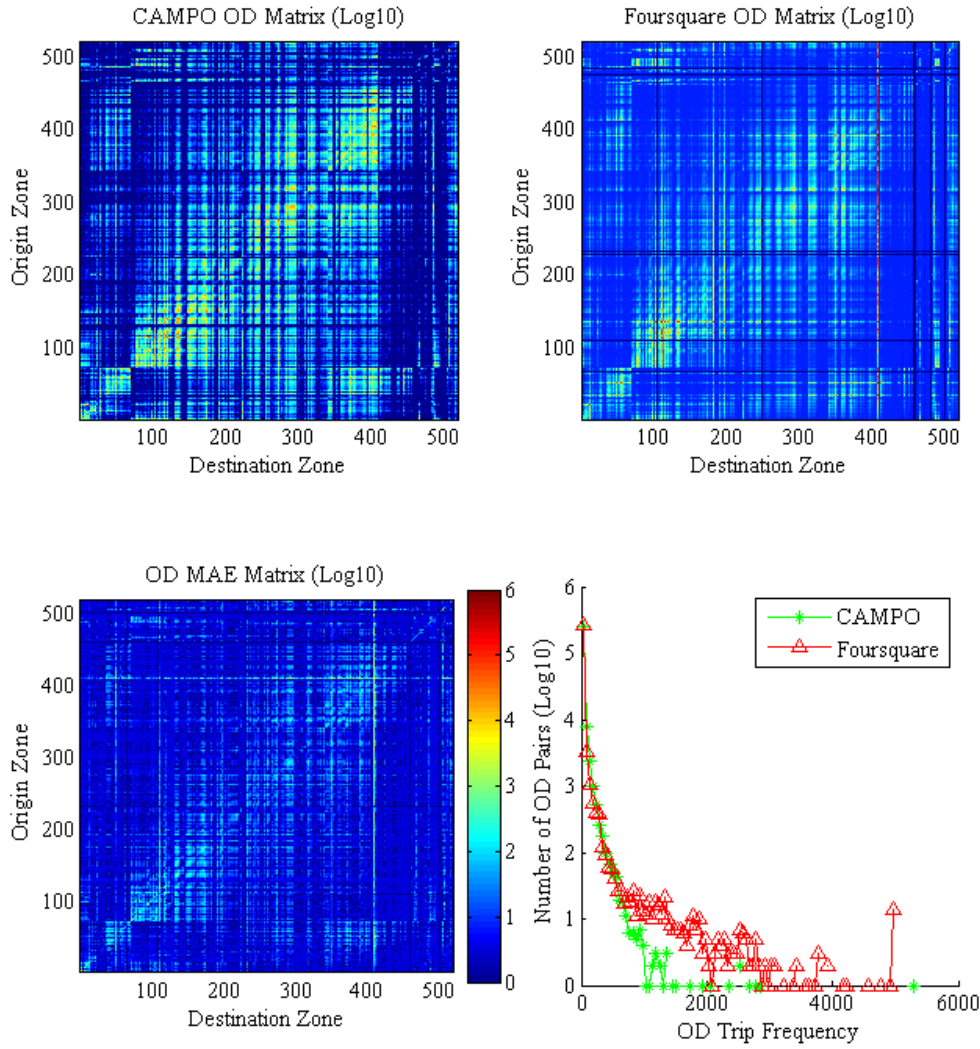 CAMPO OD Matrix (Log10)
500
400
300
200
100
Origin Zone
100 200 300 400 500
Destination Zone
Foursquare OD Matrix (Log10)
500
400
300
200
100
Origin Zone
100 200 300 400 500
Destination Zone
OD MAE Matrix (Log10)
500
400
300
200
100
Origin Zone
100 200 300 400 500
Destination Zone
6
5
4
3
2
1
0
6
5
4
3
2
1
0
Number of OD Pairs (Log10)
CAMPO
Foursquare
0 2000 4000 6000
OD Trip Frequency